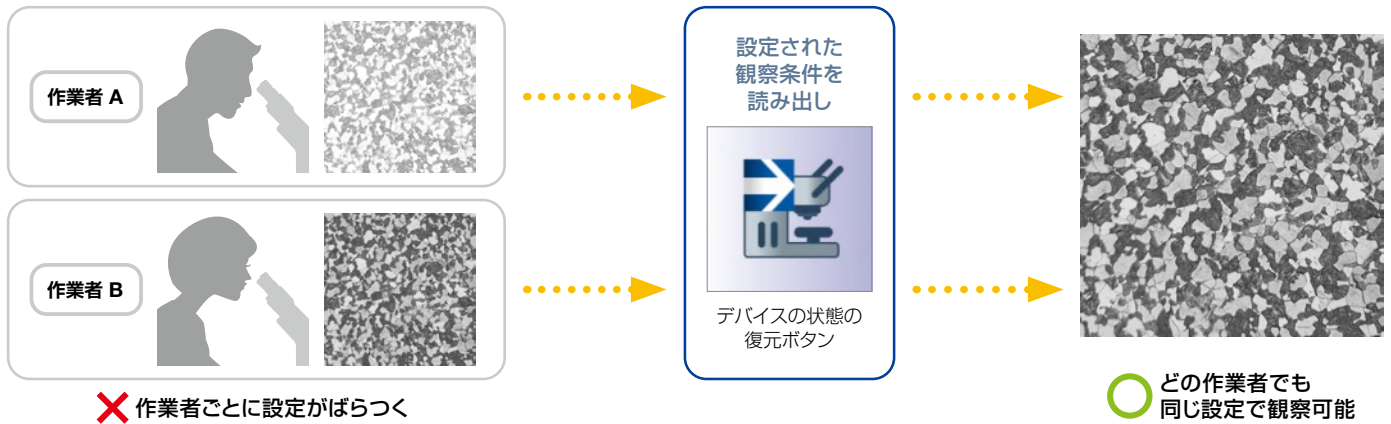 作業者 A
作業者 B
作業者ごとに設定がばらつく
設定された
観察条件を
読み出し
デバイスの状態の
復元ボタン
どの作業者でも
同じ設定で観察可能